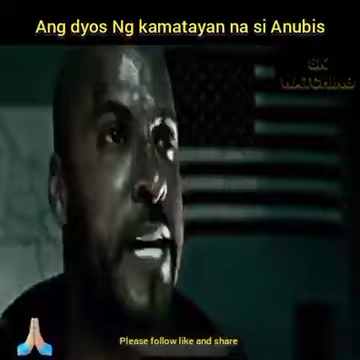 Ang dyos Ng kamatayan na si Anubis
SK
WATCHING
Please follow like and share